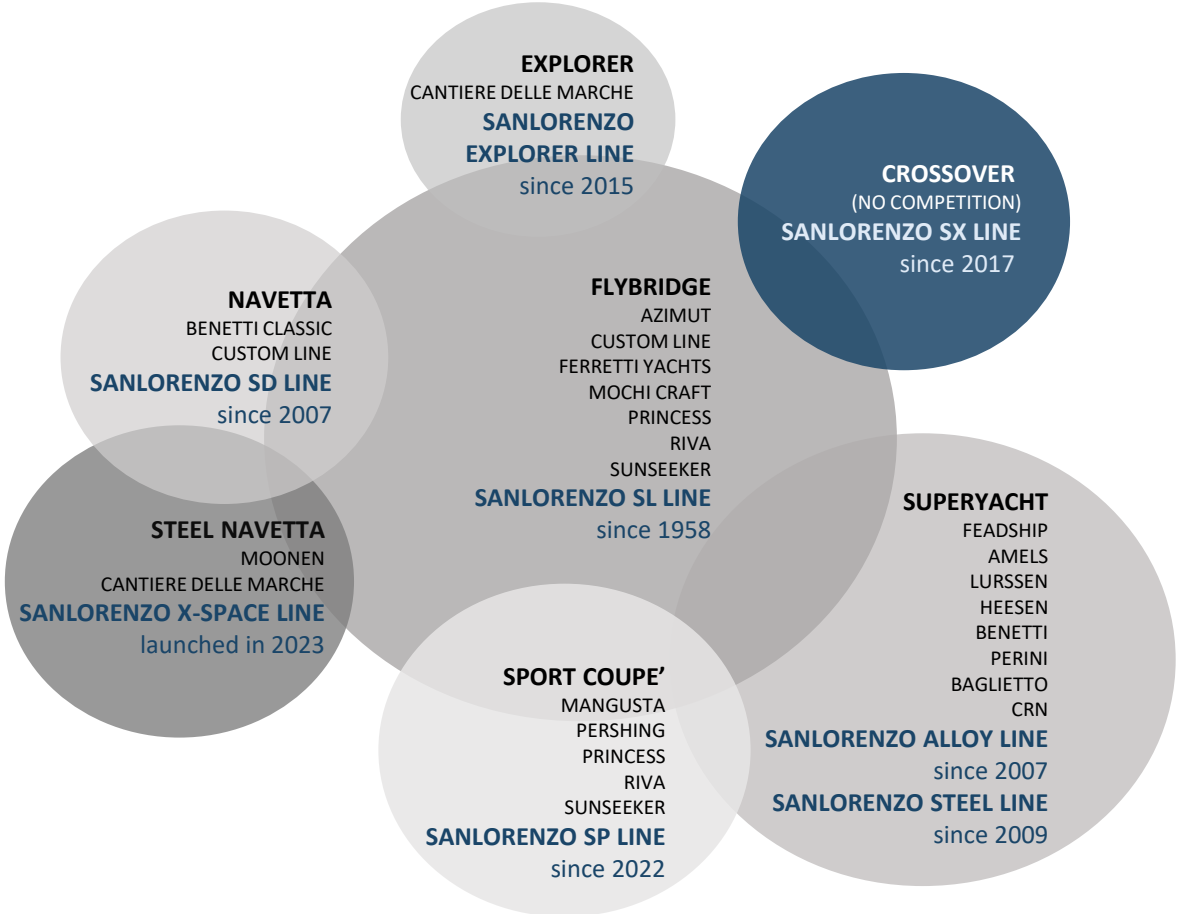 EXPLORER
CANTIERE DELLE MARCHE
SANLORENZO
EXPLORER LINE
since 2015
CROSSOVER
(NO COMPETITION)
SANLORENZO SX LINE
since 2017
NAVETTA
BENETTI CLASSIC
CUSTOM LINE
SANLORENZO SD LINE
since 2007
FLYBRIDGE
AZIMUT
CUSTOM LINE
FERRETTI YACHTS
MOCHI CRAFT
PRINCESS
RIVA
SUNSEEKER
SANLORENZO SL LINE
since 1958
STEEL NAVETTA
MOONEN
CANTIERE DELLE MARCHE
SANLORENZO X-SPACE LINE
launched in 2023
SUPERYACHT
FEADSHIP
AMELS
LURSSEN
HEESEN
BENETTI
PERINI
BAGLIETTO
CRN
SANLORENZO ALLOY LINE
since 2007
SANLORENZO STEEL LINE
since 2009
SPORT COUPE’
MANGUSTA
PERSHING
PRINCESS
RIVA
SUNSEEKER
SANLORENZO SP LINE
since 2022